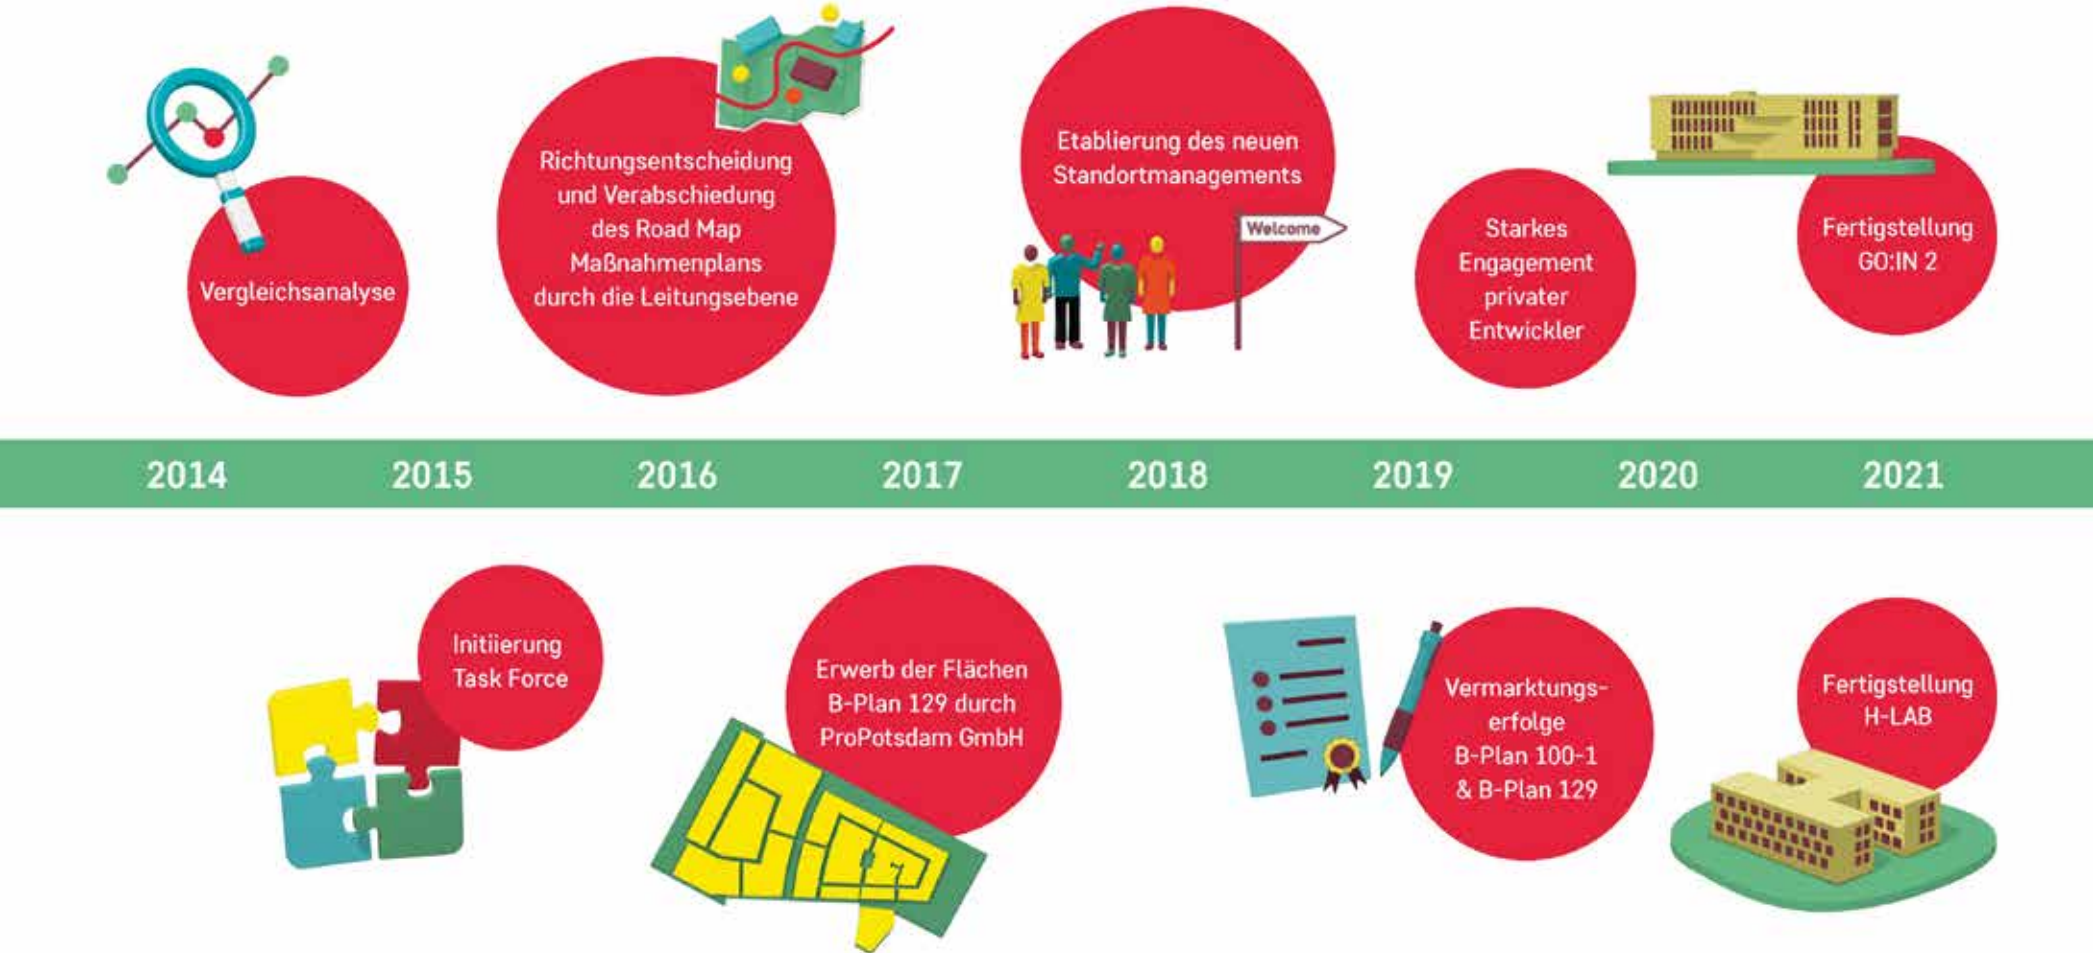 Vergleichsanalyse
Richtungsentscheidung
und Verabschiedung
des Road Map
Maßnahmenplans
durch die Leitungsebene
Etablierung des neuen
Standortmanagements
Welcome
Starkes
Engagement
privater
Entwickler
Fertigstellung
GO:IN 2
2014
2015
2016
2017
2018
2019
2020
2021
Initiierung
Task Force
Erwerb der Flächen
B-Plan 129 durch
ProPotsdam GmbH
Vermarktungs-
erfolge
B-Plan 100-1
& B-Plan 129
Fertigstellung
H-LAB